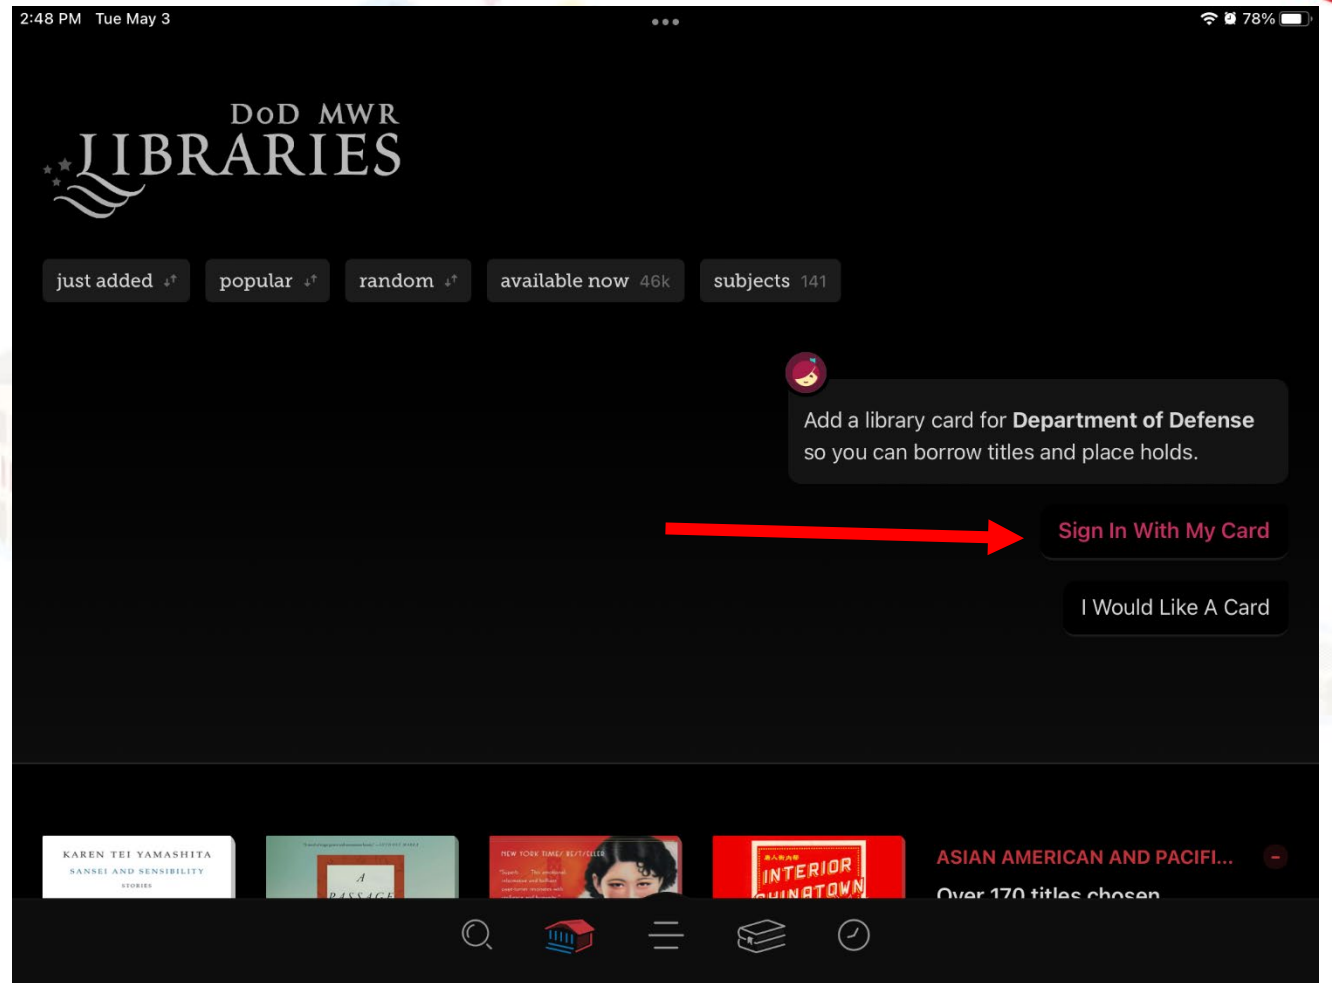 2:48 PM Tue May 3
78%
DoD MWR
LIBRARIES
just added
popular
random
available now 46k
subjects 141
Add a library card for Department of Defense
so you can borrow titles and place holds.
Sign In With My Card
I Would Like A Card
KAREN TEI YAMASHITA
SANSEI AND SENSIBILITY
STORIES
A
PASSAGE
NEW YORK TIMES BESTSELLER
INTERIOR
CHINATOWN
ASIAN AMERICAN AND PACIFI...
Over 170 titles chosen